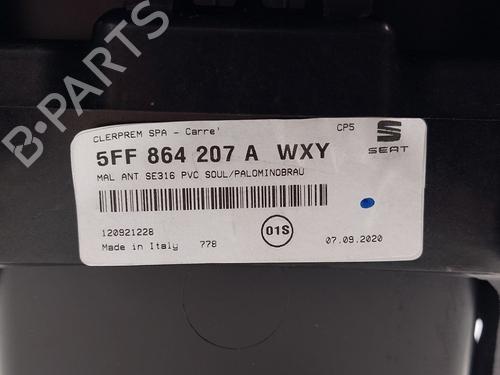 B-PARTS
CLERPREM SPA - Carre'
CP5
SEAT
5FF 864 207 A WXY
MAL ANT SE316 PVC SOUL/PALOMINOBRAU
120921228
01S
Made in Italy 778
07.09.2020